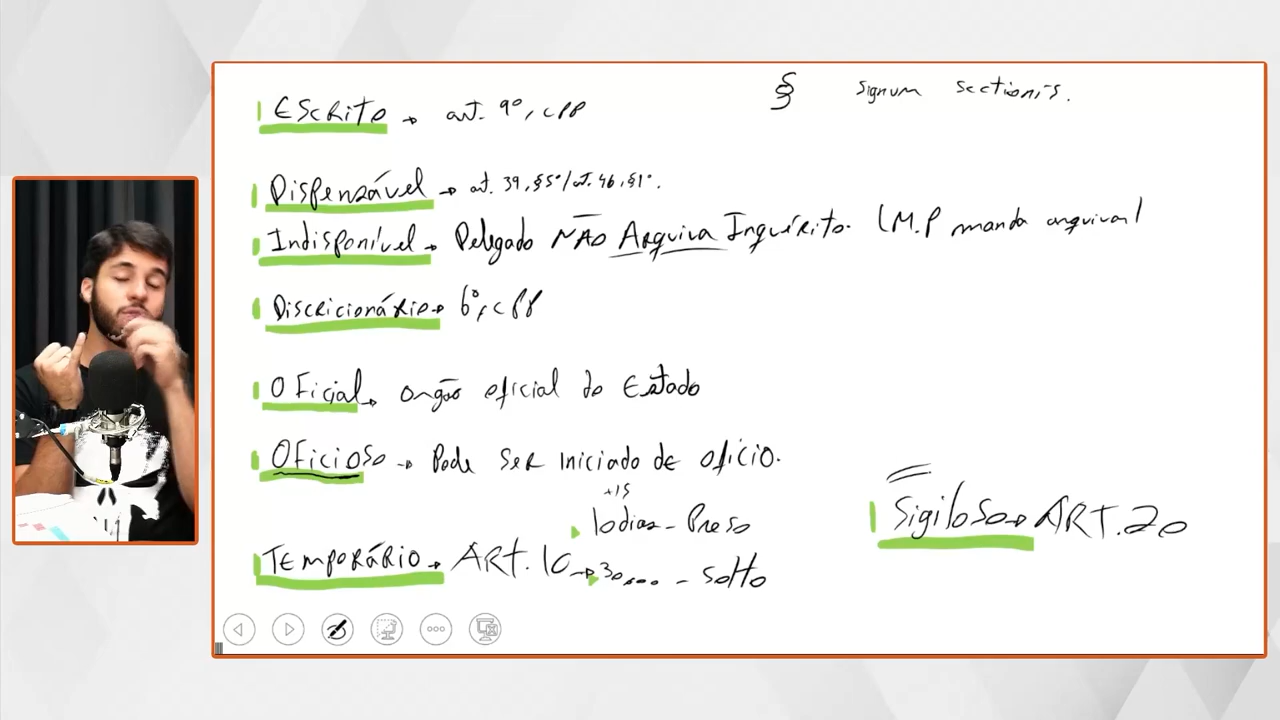 § signum sectionis.
Escrito → art. 9º, CPP
Dispensável → art. 39, §5º/art. 46, §1º.
Indisponível → Delegado NÃO Arquiva Inquérito. (M.P manda arquivar)
Discricionário → 6º, CPP
Oficial → orgão oficial do Estado
Oficioso → Pode ser iniciado de oficio.
+15
10 dias - Preso
Temporário → ART. 10 → 30 - solto
Sigiloso → ART. 20